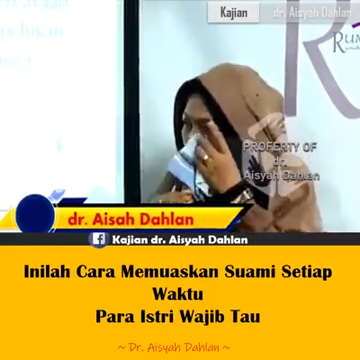 Kajian dr. Aisyah Dahlan
PROPERTY OF
dr.
Aisyah Dahlan
dr. Aisah Dahlan
Kajian dr. Aisyah Dahlan
Inilah Cara Memuaskan Suami Setiap
Waktu
Para Istri Wajib Tau
~ Dr. Aisyah Dahlan ~